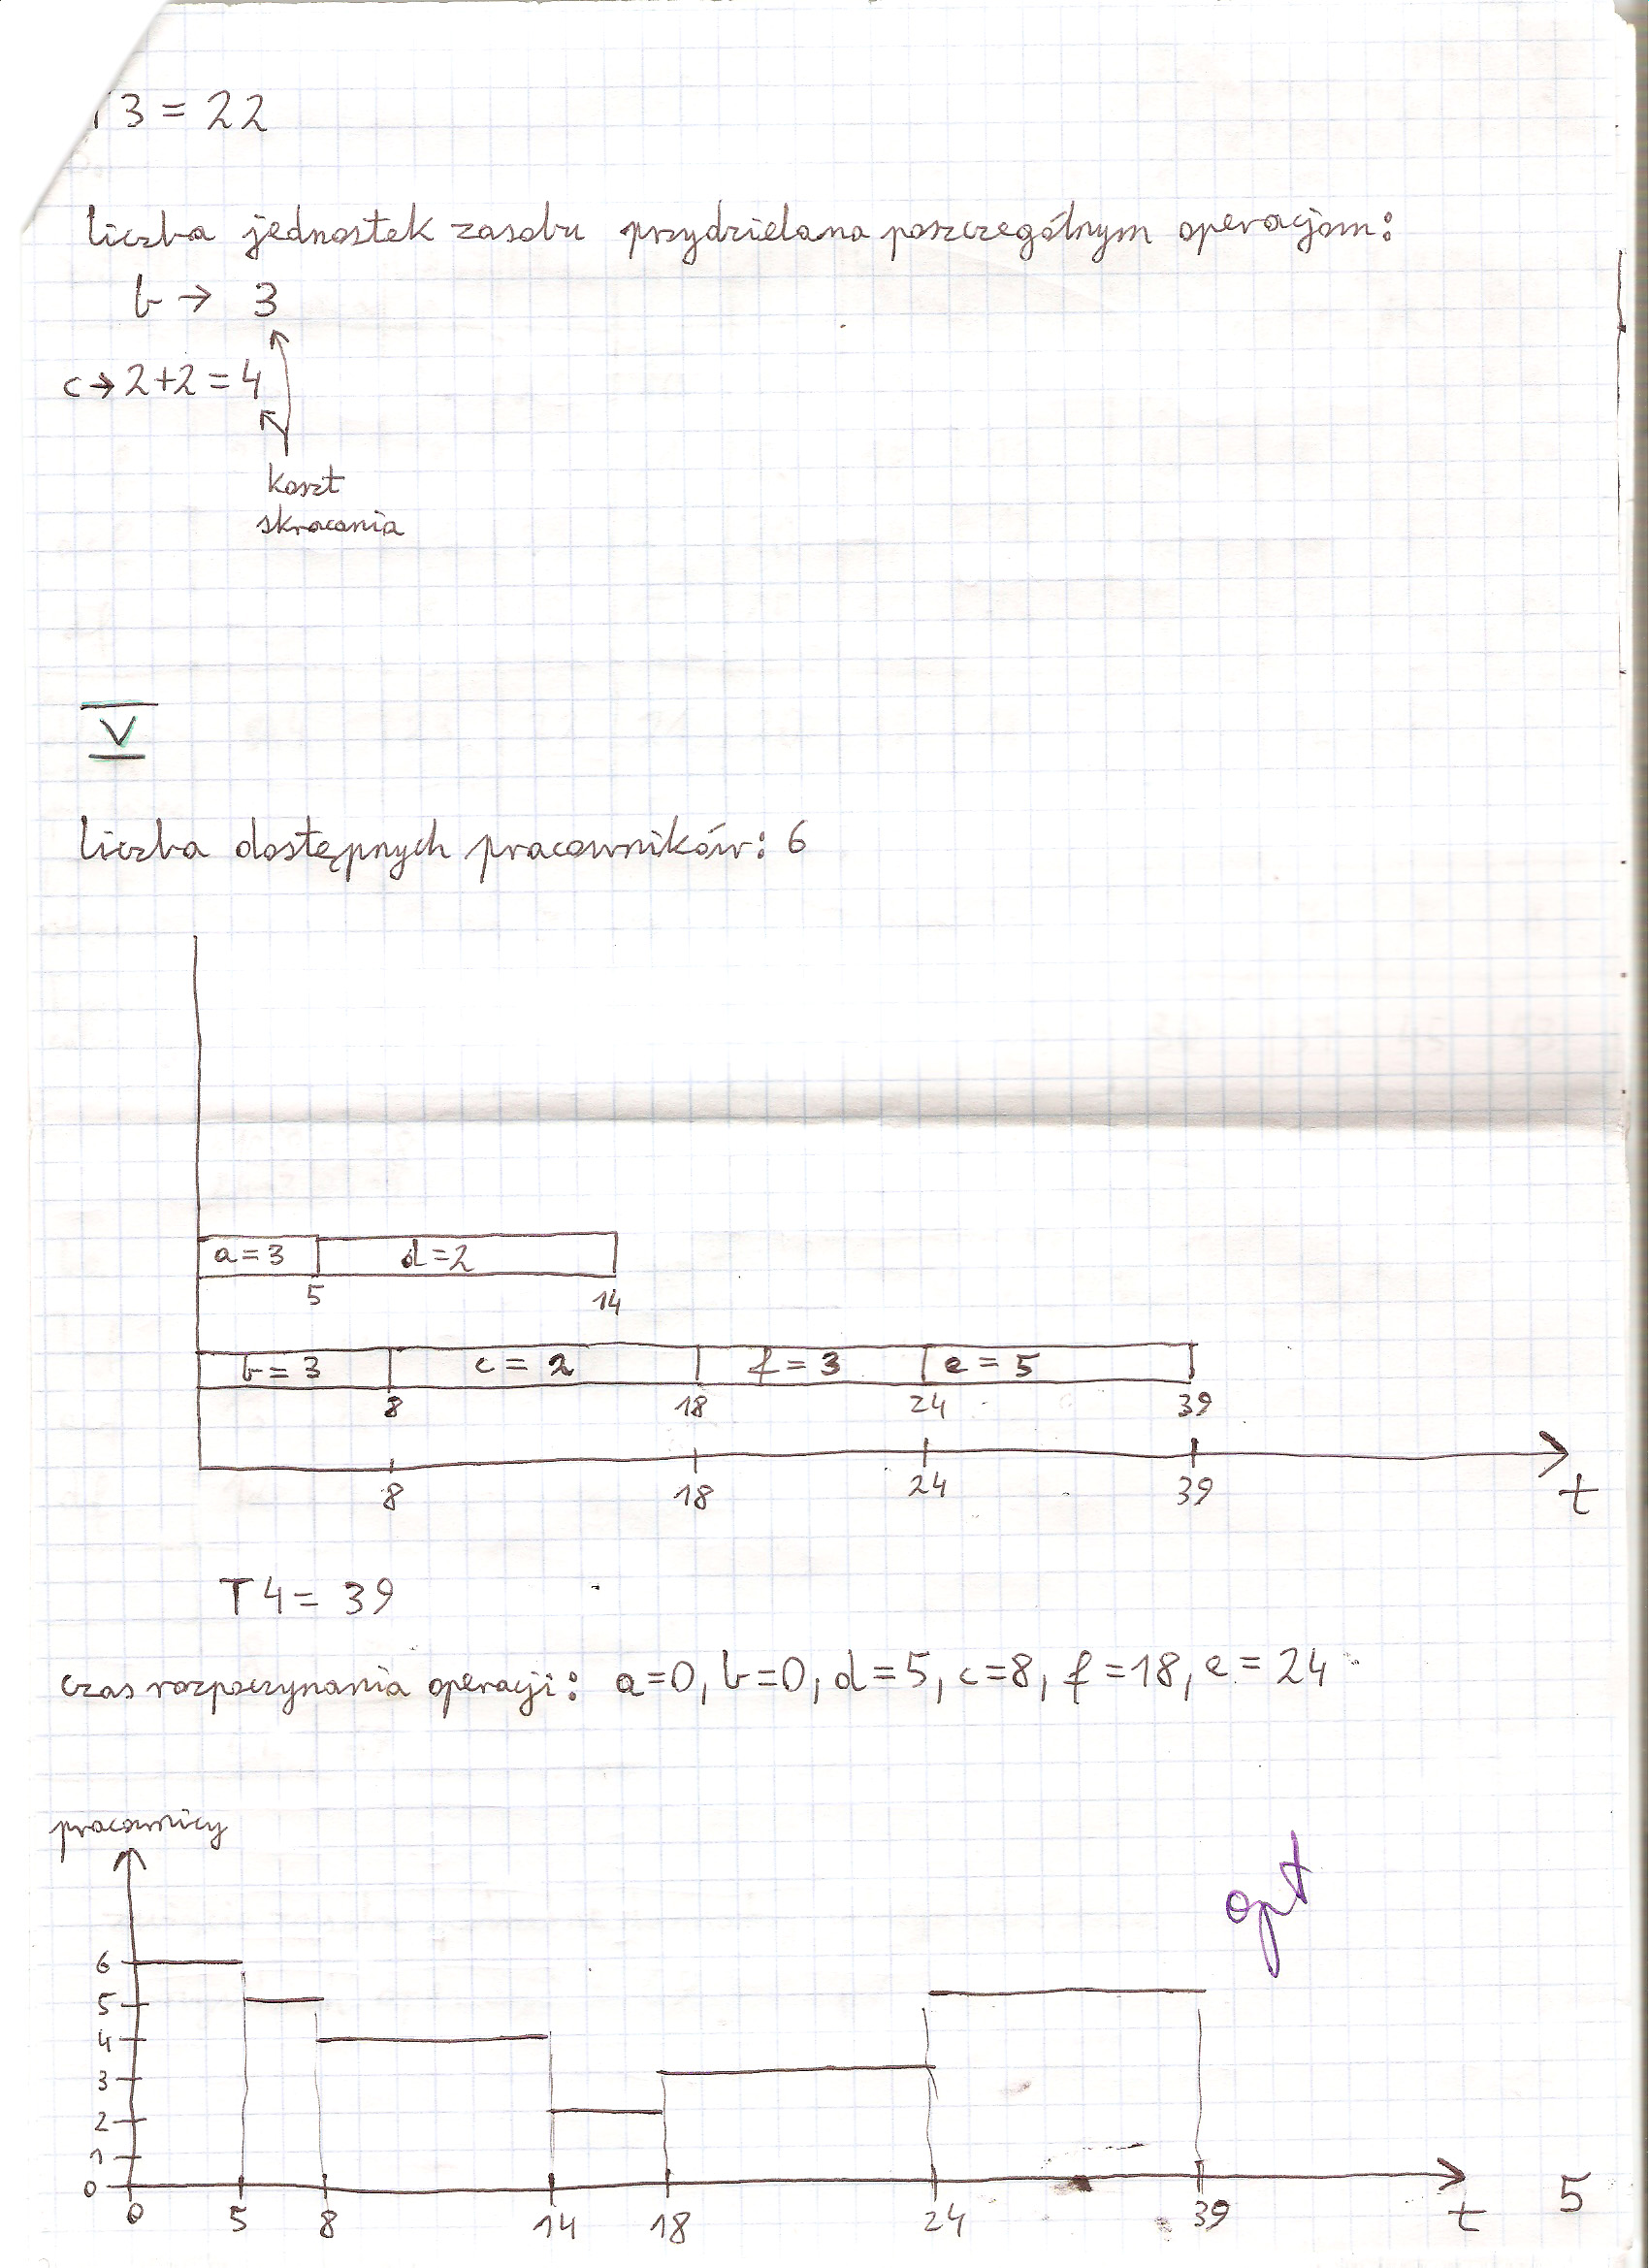 T3 = 22
liczba jednostek zasobu przydzielana poszczególnym operacjom:
b → 3
c → 2+2 = 4
koszt
skracania
V
liczba dostępnych pracowników: 6
a = 3 d = 2
5 14
b = 3 c = 2 f = 3 e = 5
8 18 24 39
8 18 24 39
t
T4 = 39
czas rozpoczynania operacji: a=0, b=0, d=5, c=8, f=18, e=24
pracownicy
opt
6
5
4
3
2
1
0
0 5 8 14 18 24 39 t
5